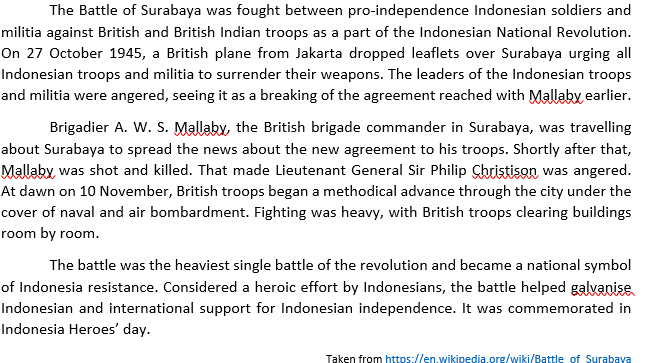 The Battle of Surabaya was fought between pro-independence Indonesian soldiers and
militia against British and British Indian troops as a part of the Indonesian National Revolution.
On 27 October 1945, a British plane from Jakarta dropped leaflets over Surabaya urging all
Indonesian troops and militia to surrender their weapons. The leaders of the Indonesian troops
and militia were angered, seeing it as a breaking of the agreement reached with Mallaby earlier.
Brigadier A. W. S. Mallaby, the British brigade commander in Surabaya, was travelling
about Surabaya to spread the news about the new agreement to his troops. Shortly after that,
Mallaby was shot and killed. That made Lieutenant General Sir Philip Christison was angered.
At dawn on 10 November, British troops began a methodical advance through the city under the
cover of naval and air bombardment. Fighting was heavy, with British troops clearing buildings
room by room.
The battle was the heaviest single battle of the revolution and became a national symbol
of Indonesia resistance. Considered a heroic effort by Indonesians, the battle helped galvanise
Indonesian and international support for Indonesian independence. It was commemorated in
Indonesia Heroes’ day.
Taken from https://en.wikipedia.org/wiki/Battle_of_Surabaya